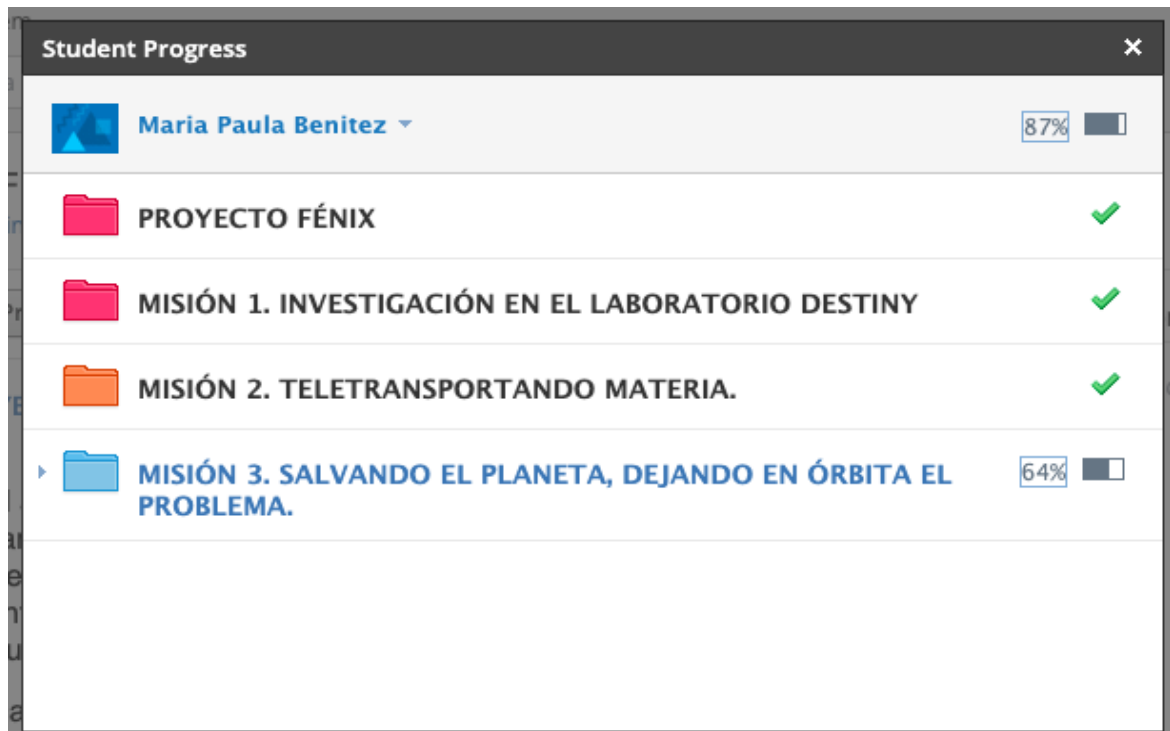 Student Progress
Maria Paula Benitez
87%
PROYECTO FÉNIX
MISIÓN 1. INVESTIGACIÓN EN EL LABORATORIO DESTINY
MISIÓN 2. TELETRANSPORTANDO MATERIA.
MISIÓN 3. SALVANDO EL PLANETA, DEJANDO EN ÓRBITA EL
PROBLEMA.
64%